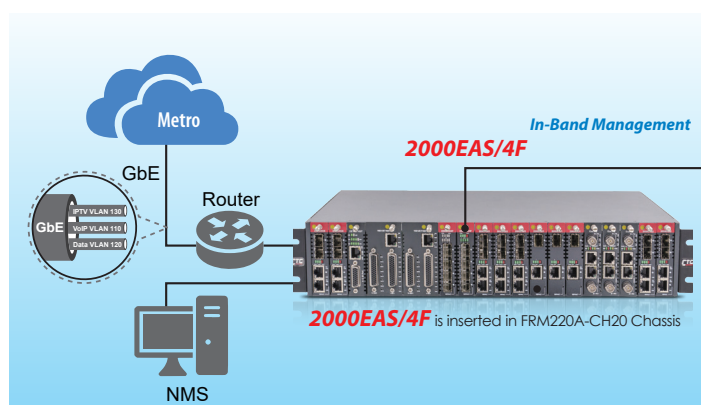 Metro
In-Band Management
2000EAS/4F
GbE
Router
GbE
IPTV VLAN 130
VoIP VLAN 110
Data VLAN 120
CTC
2000EAS/4F is inserted in FRM220A-CH20 Chassis
NMS